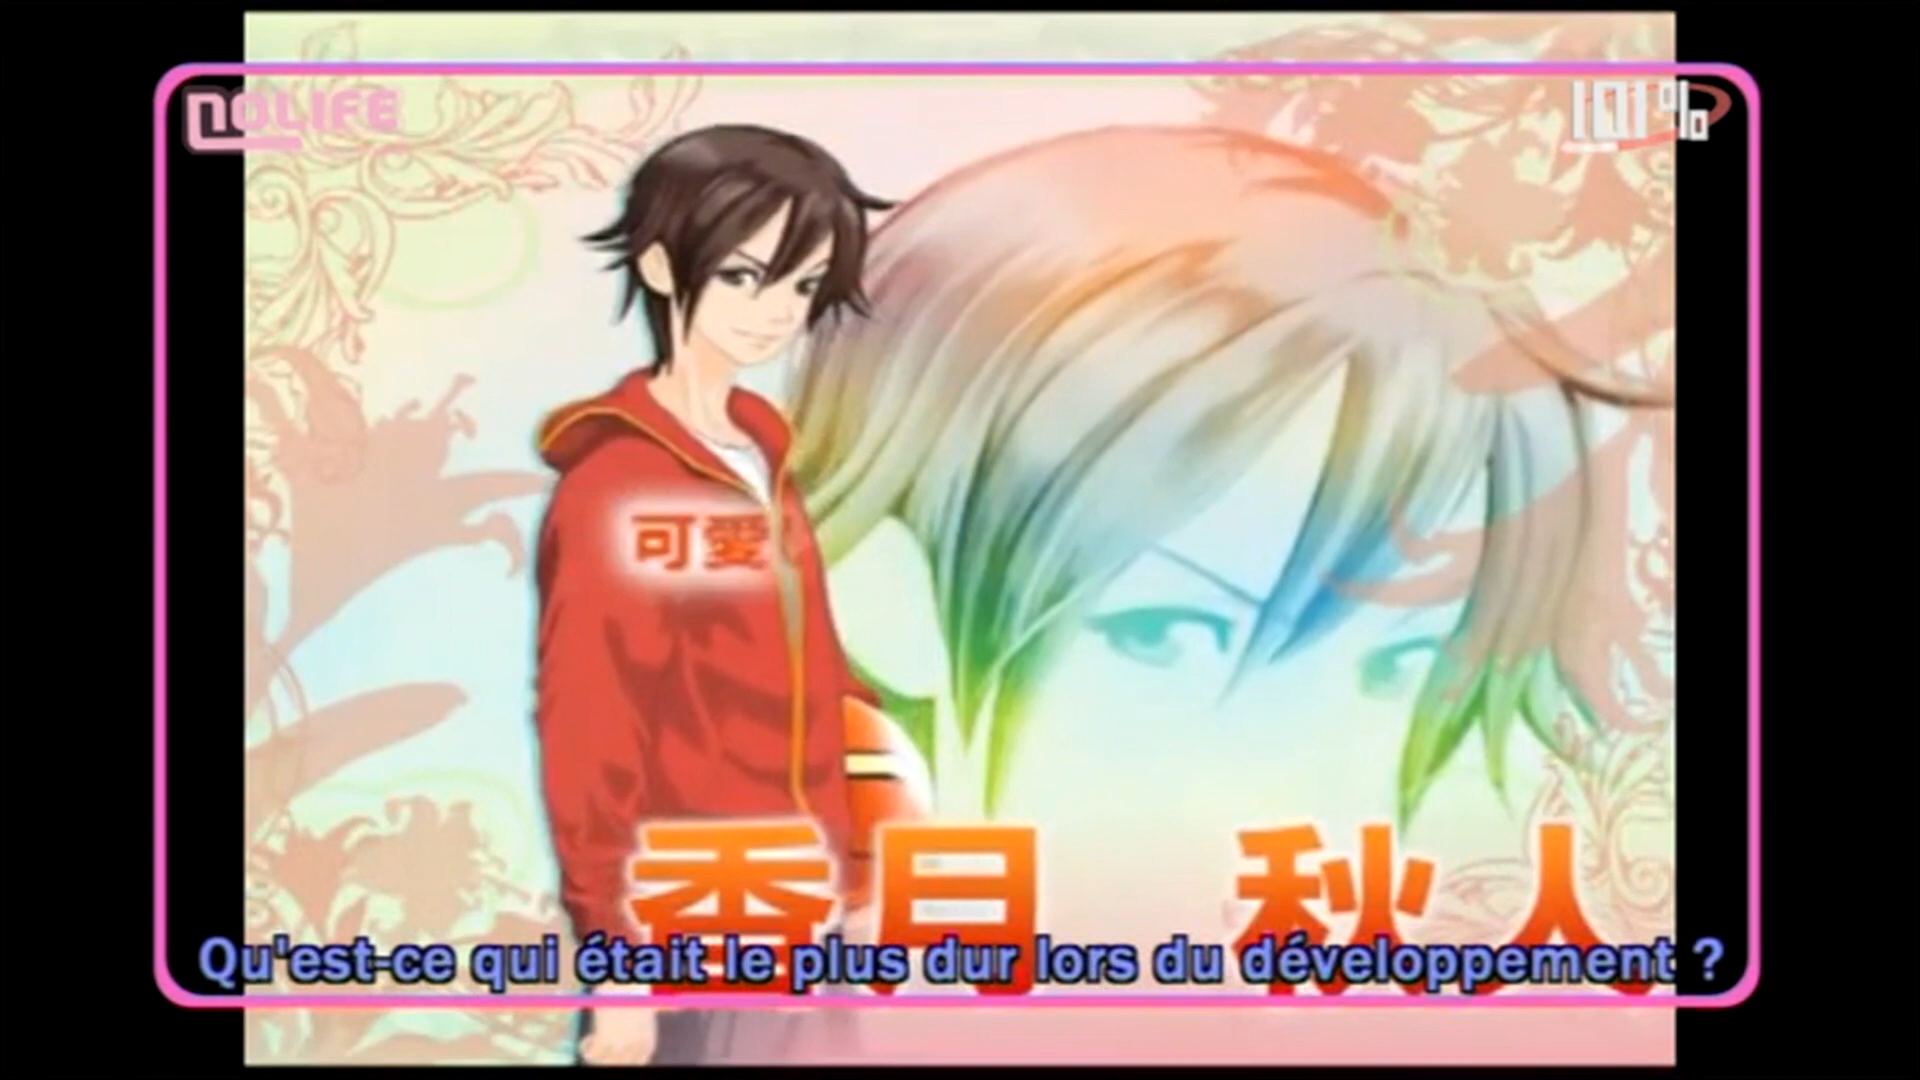 NOLIFE
101%
可愛
香月 秋人
Qu'est-ce qui était le plus dur lors du développement ?